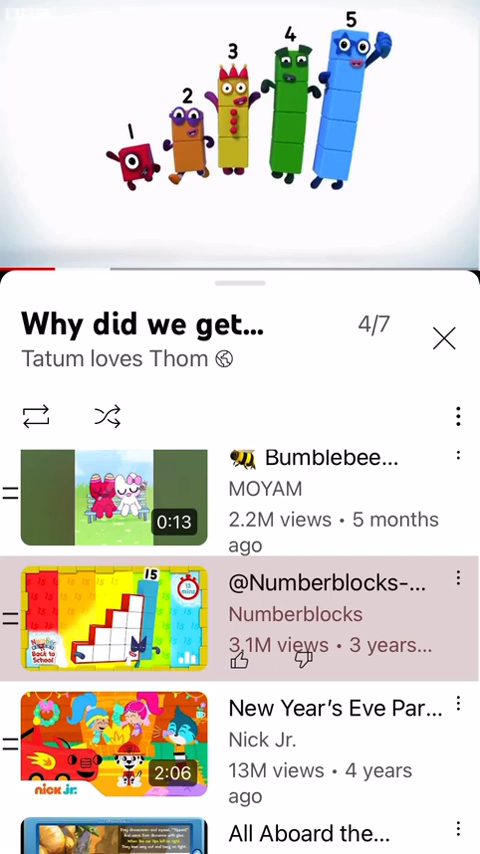 BBC
1
2
3
4
5
Why did we get...
4/7
Tatum loves Thom
🐝 Bumblebee...
MOYAM
2.2M views • 5 months
ago
0:13
15
Back to
School!
@Numberblocks-...
Numberblocks
3.1M views • 3 years...
New Year's Eve Par...
Nick Jr.
13M views • 4 years
ago
nick jr.
2:06
All Aboard the...